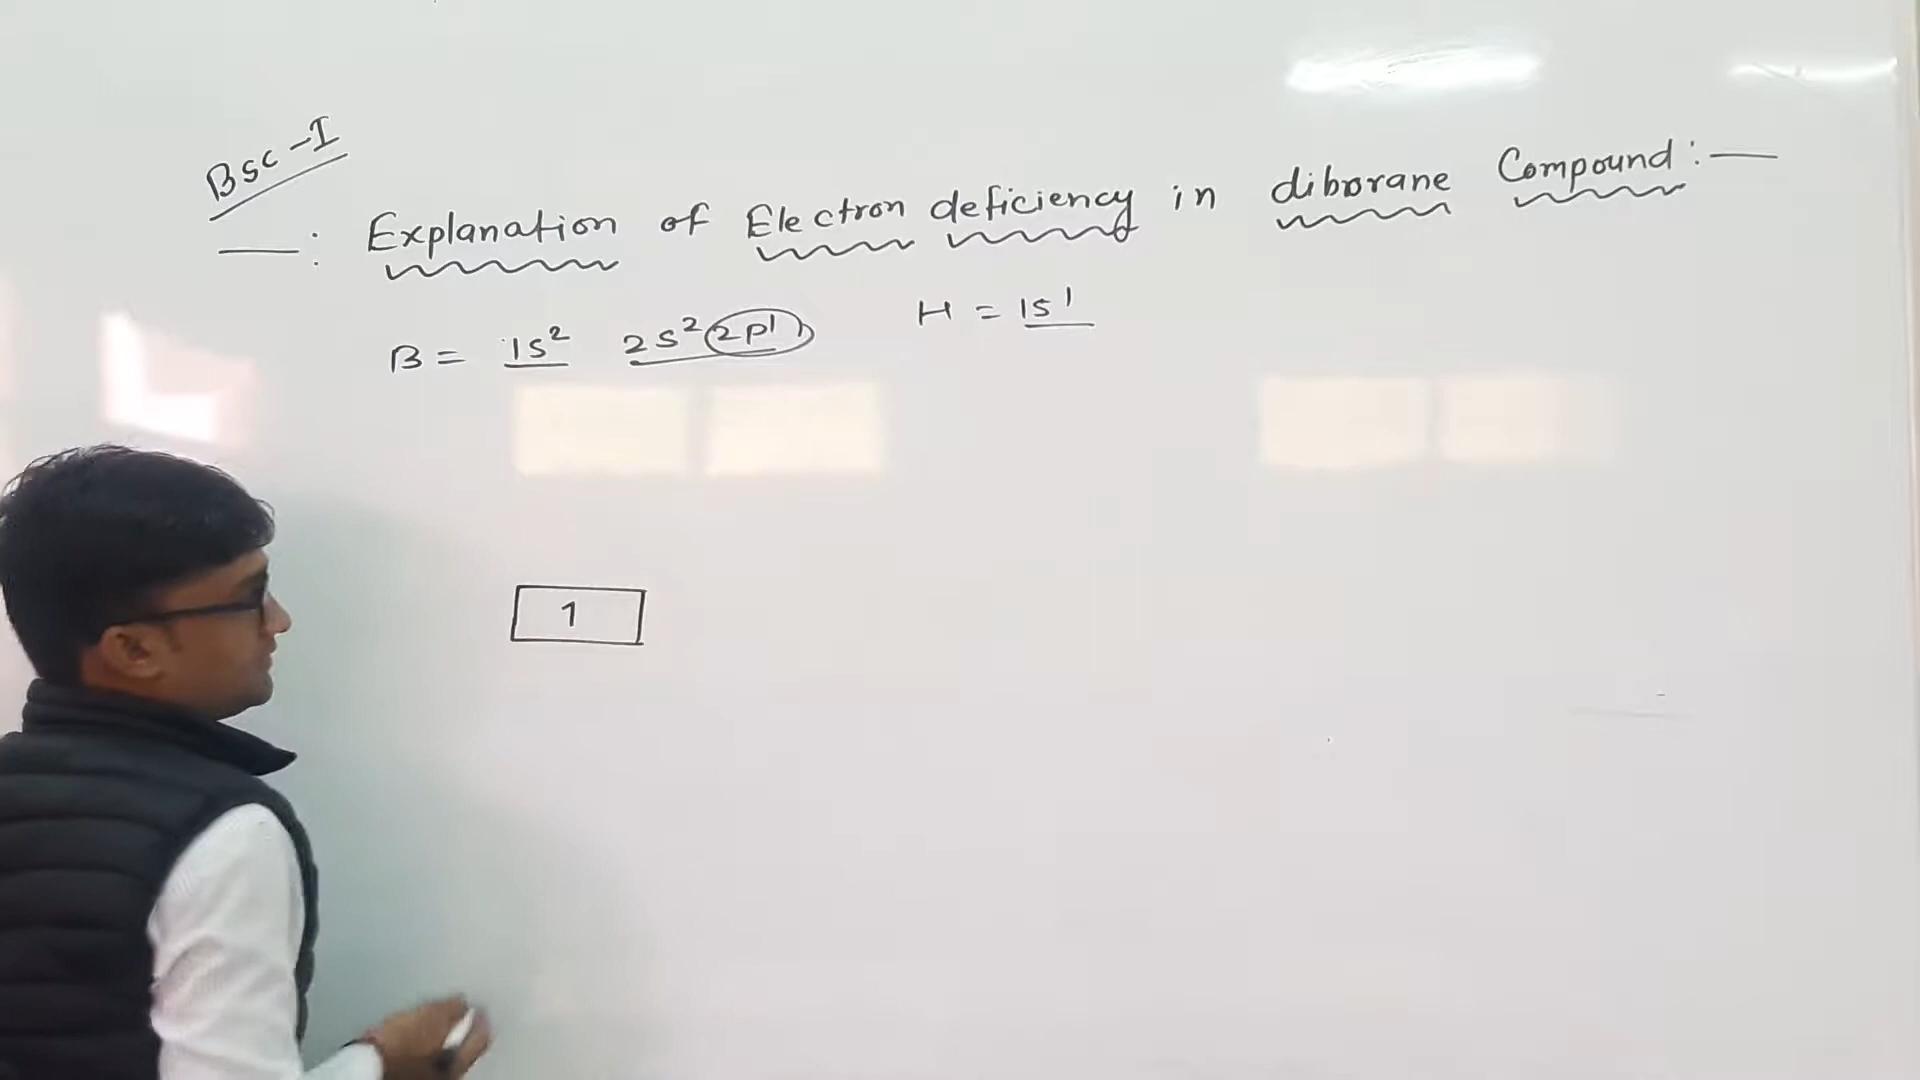 Bsc-I
—: Explanation of Electron deficiency in diborane Compound:—
B = 1s² 2s² 2p¹ H = 1s¹
1